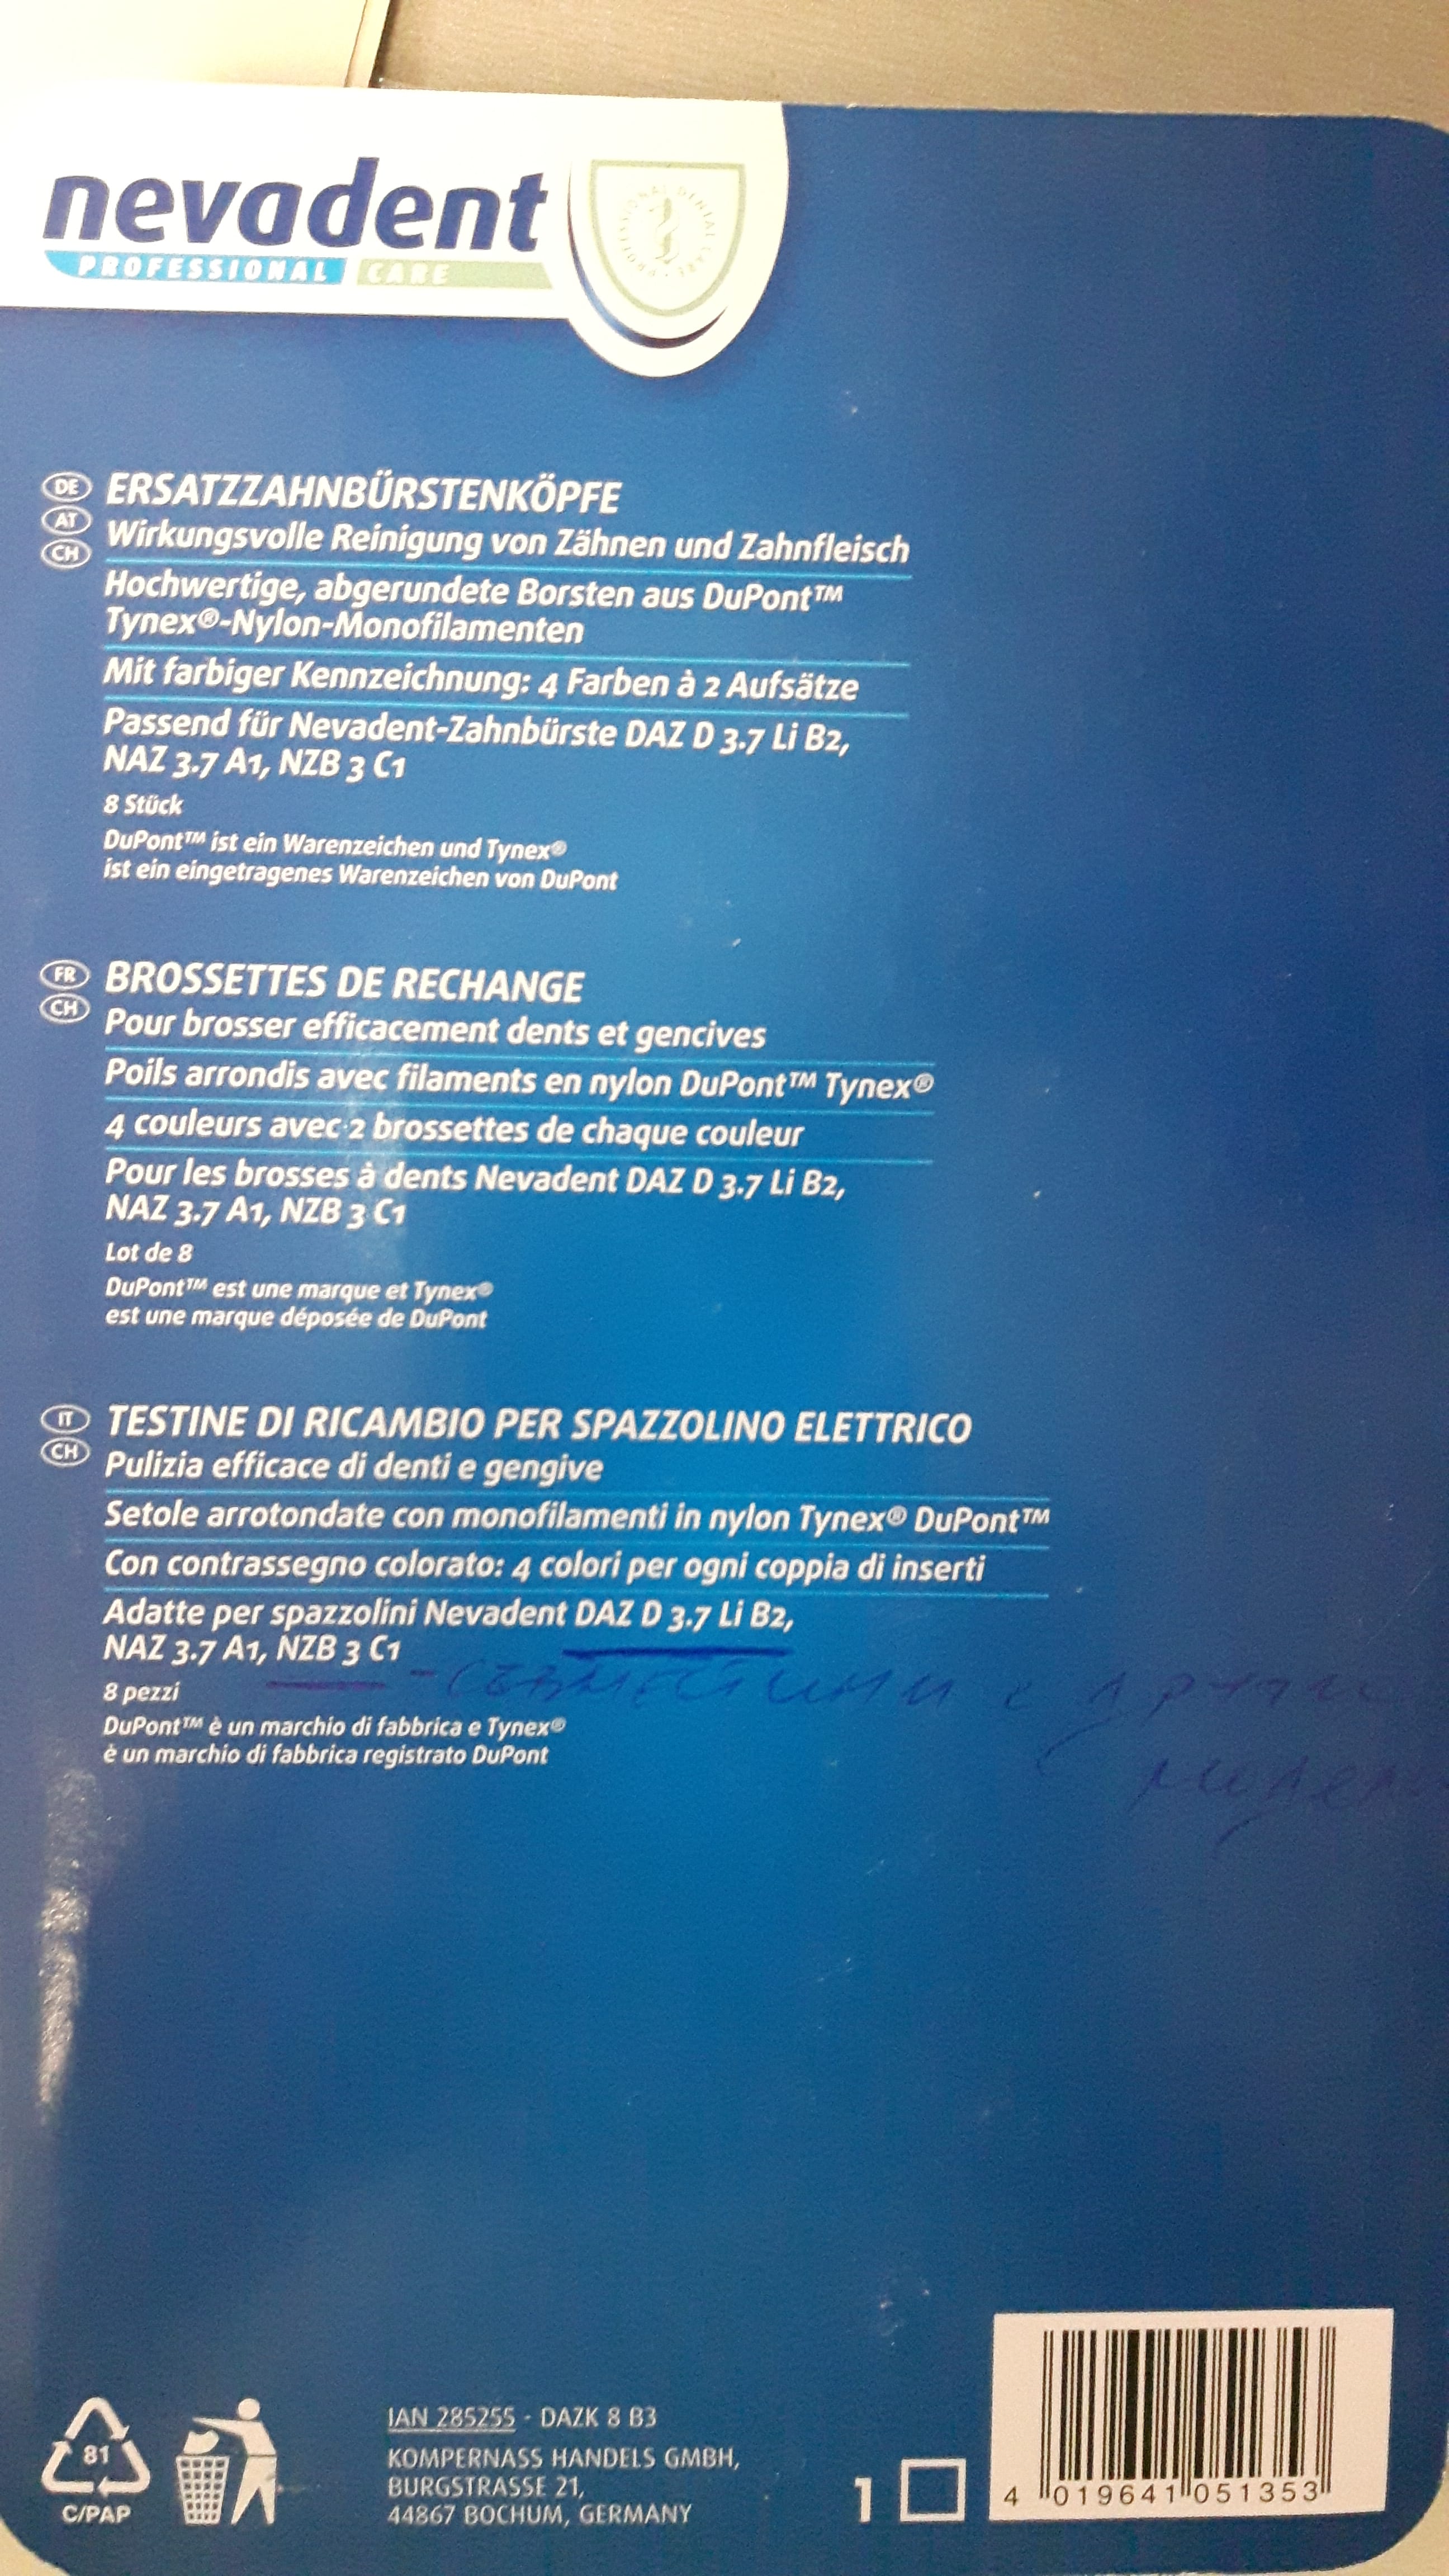 nevadent
PROFESSIONAL CARE
DE
AT
CH
ERSATZZAHNBÜRSTENKÖPFE
Wirkungsvolle Reinigung von Zähnen und Zahnfleisch
Hochwertige, abgerundete Borsten aus DuPont™
Tynex®-Nylon-Monofilamenten
Mit farbiger Kennzeichnung: 4 Farben à 2 Aufsätze
Passend für Nevadent-Zahnbürste DAZ D 3.7 Li B2,
NAZ 3.7 A1, NZB 3 C1
8 Stück
DuPont™ ist ein Warenzeichen und Tynex®
ist ein eingetragenes Warenzeichen von DuPont
FR
CH
BROSSETTES DE RECHANGE
Pour brosser efficacement dents et gencives
Poils arrondis avec filaments en nylon DuPont™ Tynex®
4 couleurs avec 2 brossettes de chaque couleur
Pour les brosses à dents Nevadent DAZ D 3.7 Li B2,
NAZ 3.7 A1, NZB 3 C1
Lot de 8
DuPont™ est une marque et Tynex®
est une marque déposée de DuPont
IT
CH
TESTINE DI RICAMBIO PER SPAZZOLINO ELETTRICO
Pulizia efficace di denti e gengive
Setole arrotondate con monofilamenti in nylon Tynex® DuPont™
Con contrassegno colorato: 4 colori per ogni coppia di inserti
Adatte per spazzolini Nevadent DAZ D 3.7 Li B2,
NAZ 3.7 A1, NZB 3 C1
8 pezzi
DuPont™ è un marchio di fabbrica e Tynex®
è un marchio di fabbrica registrato DuPont
81
C/PAP
IAN 285255 - DAZK 8 B3
KOMPERNASS HANDELS GMBH,
BURGSTRASSE 21,
44867 BOCHUM, GERMANY
1
4 019641 051353